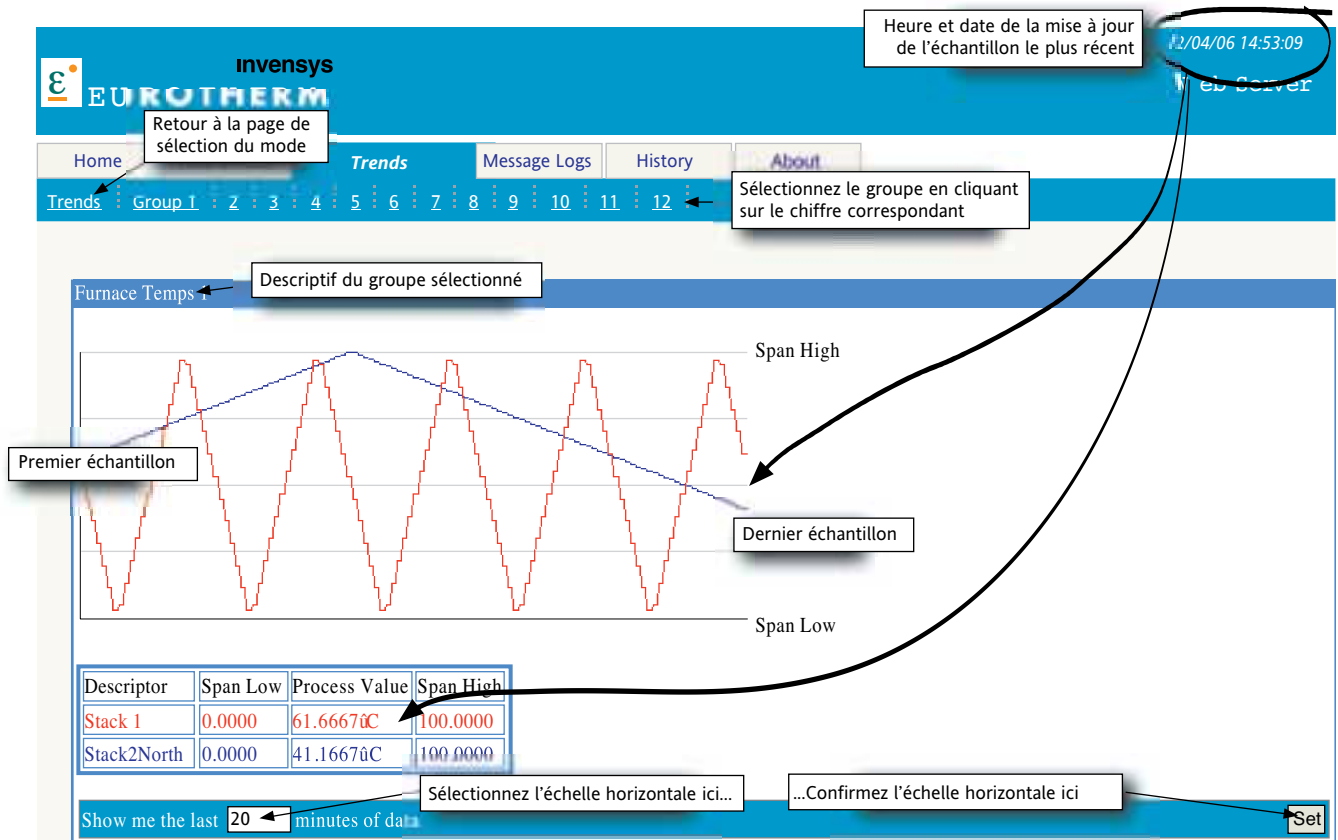 Heure et date de la mise à jour
de l'échantillon le plus récent
2/04/06 14:53:09
invensys
EUROTHERM
Web Server
Retour à la page de
sélection du mode
Home
Trends
Message Logs
History
About
Trends Group 1 2 3 4 5 6 7 8 9 10 11 12
Sélectionnez le groupe en cliquant
sur le chiffre correspondant
Furnace Temps 1
Descriptif du groupe sélectionné
Span High
Premier échantillon
Dernier échantillon
Span Low
Descriptor Span Low Process Value Span High
Stack 1 0.0000 61.6667ûC 100.0000
Stack2North 0.0000 41.1667ûC 100.0000
Sélectionnez l'échelle horizontale ici...
...Confirmez l'échelle horizontale ici
Show me the last 20 minutes of data
Set